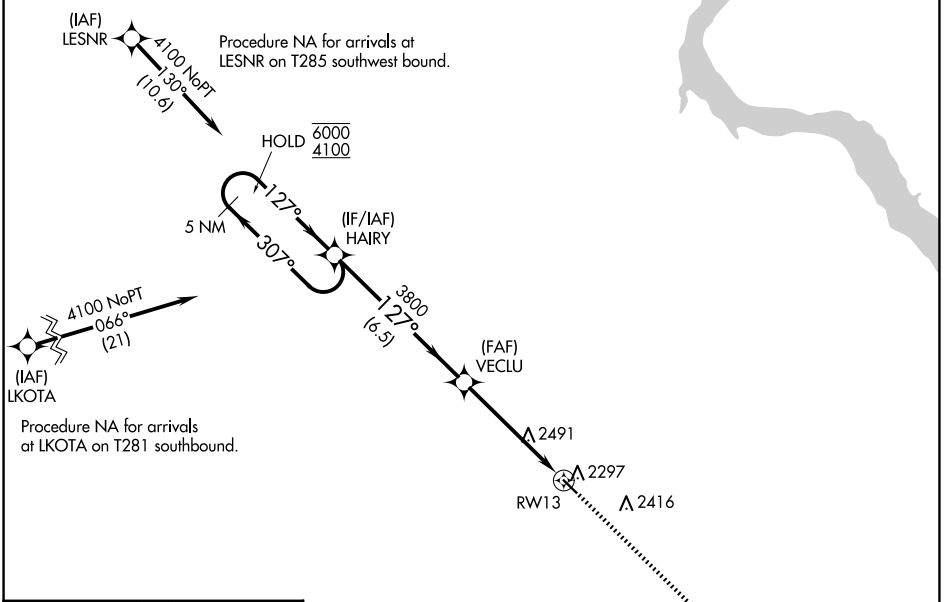 (IAF)
LESNR
4100 NoPT
130°
(10.6)
Procedure NA for arrivals at
LESNR on T285 southwest bound.
HOLD 6000
4100
127°
5 NM
307°
(IF/IAF)
HAIRY
3800
127°
(6.5)
4100 NoPT
066°
(21)
(IAF)
LKOTA
Procedure NA for arrivals
at LKOTA on T281 southbound.
(FAF)
VECLU
2491
2297
RW13
2416